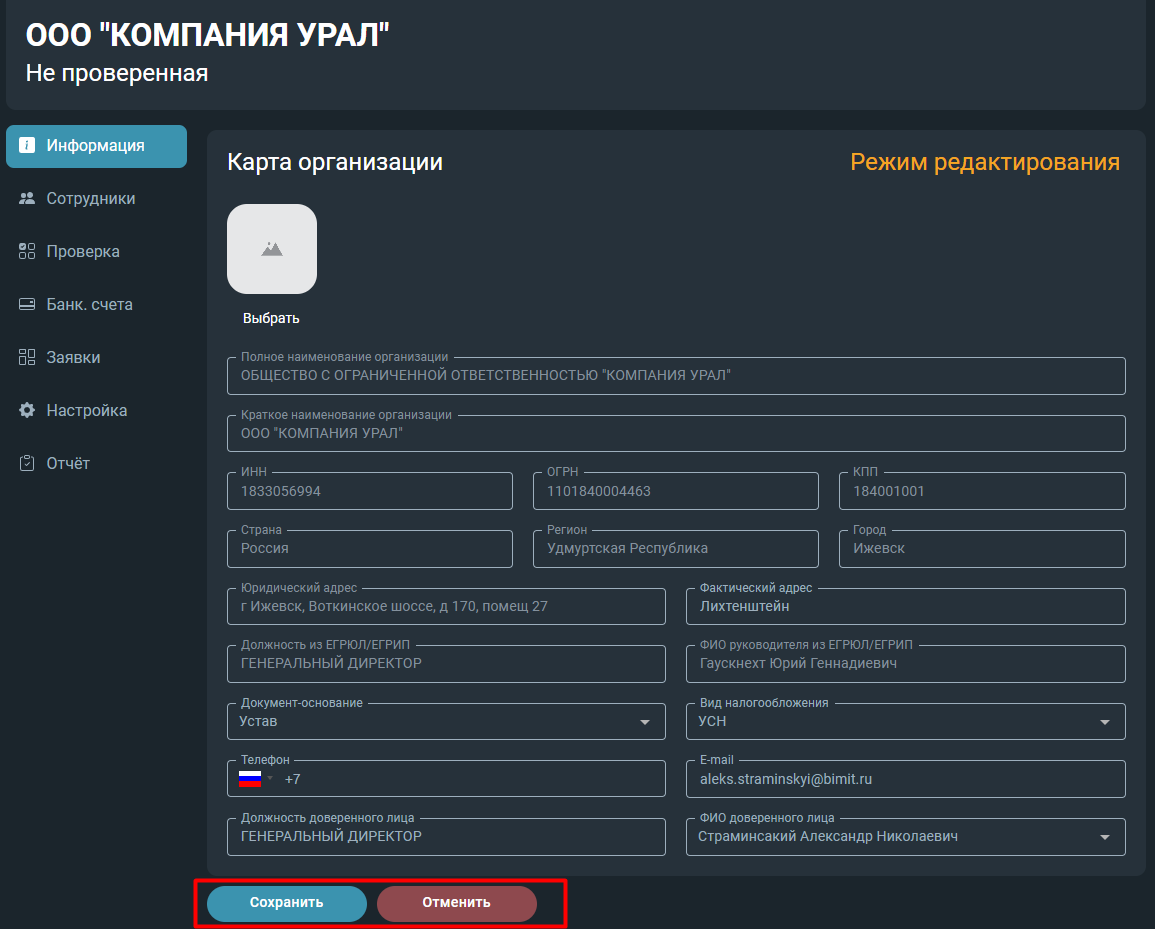 ООО "КОМПАНИЯ УРАЛ"
Не проверенная
Информация
Сотрудники
Проверка
Банк. счета
Заявки
Настройка
Отчёт
Карта организации
Режим редактирования
Выбрать
Полное наименование организации
ОБЩЕСТВО С ОГРАНИЧЕННОЙ ОТВЕТСТВЕННОСТЬЮ "КОМПАНИЯ УРАЛ"
Краткое наименование организации
ООО "КОМПАНИЯ УРАЛ"
ИНН
1833056994
ОГРН
1101840004463
КПП
184001001
Страна
Россия
Регион
Удмуртская Республика
Город
Ижевск
Юридический адрес
г Ижевск, Воткинское шоссе, д 170, помещ 27
Фактический адрес
Лихтенштейн
Должность из ЕГРЮЛ/ЕГРИП
ГЕНЕРАЛЬНЫЙ ДИРЕКТОР
ФИО руководителя из ЕГРЮЛ/ЕГРИП
Гаускнехт Юрий Геннадиевич
Документ-основание
Устав
Вид налогообложения
УСН
Телефон
+7
E-mail
aleks.straminskyi@bimit.ru
Должность доверенного лица
ГЕНЕРАЛЬНЫЙ ДИРЕКТОР
ФИО доверенного лица
Страминсакий Александр Николаевич
Сохранить
Отменить